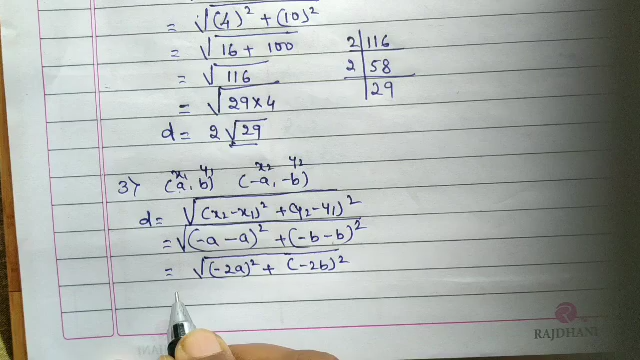 = √(4)² + (10)²
= √16 + 100
2 | 116
= √116
2 | 58
29
= √29×4
d = 2√29
3) (a, b) (-a, -b)
x₁ y₁ x₂ y₂
d = √(x₂-x₁)² + (y₂-y₁)²
= √(-a-a)² + (-b-b)²
= √(-2a)² + (-2b)²
RAJDHANI